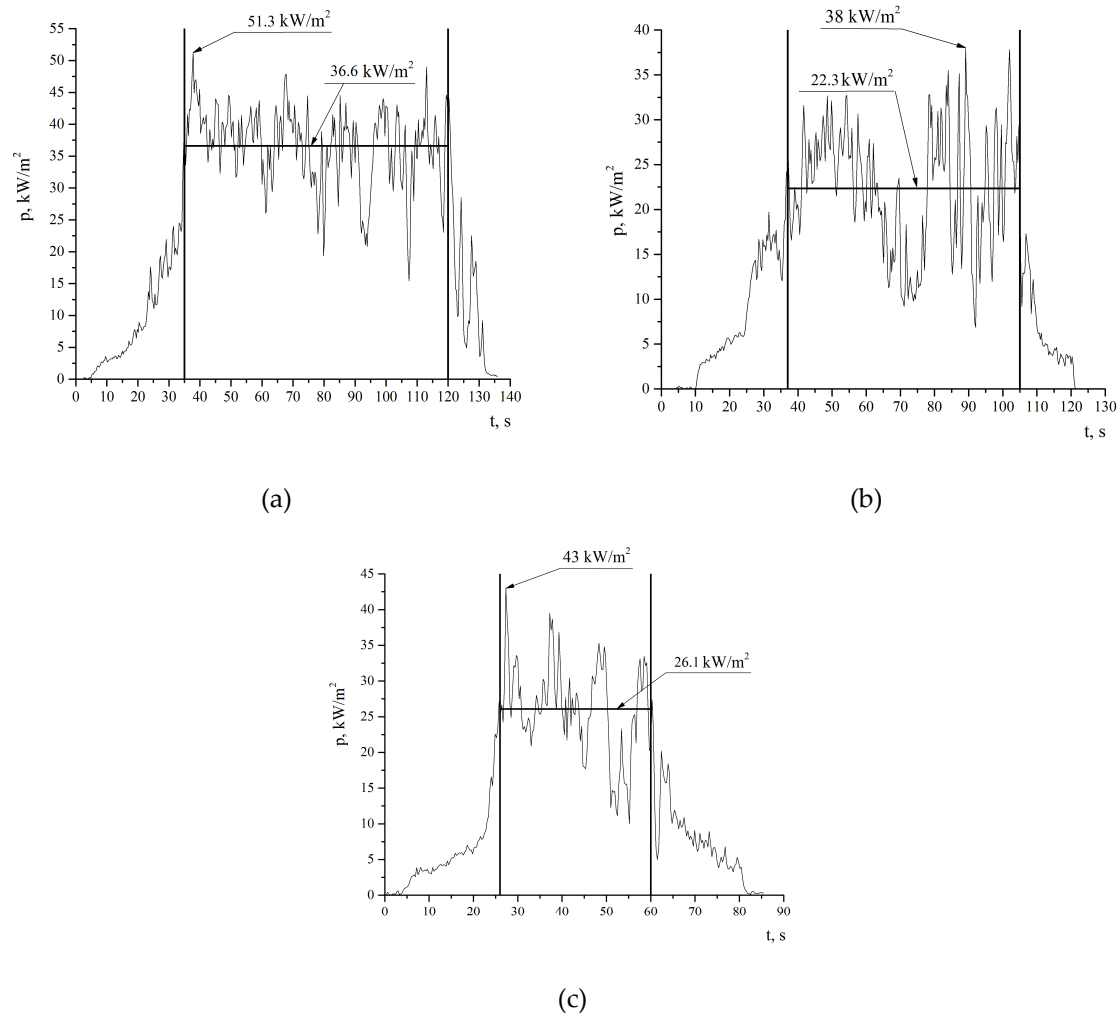 51.3 kW/m²
36.6 kW/m²
p, kW/m²
55
50
45
40
35
30
25
20
15
10
5
0
0 10 20 30 40 50 60 70 80 90 100 110 120 130 140
t, s
(a)
38 kW/m²
22.3 kW/m²
p, kW/m²
40
35
30
25
20
15
10
5
0
0 10 20 30 40 50 60 70 80 90 100 110 120 130
t, s
(b)
43 kW/m²
26.1 kW/m²
p, kW/m²
45
40
35
30
25
20
15
10
5
0
0 10 20 30 40 50 60 70 80 90
t, s
(c)